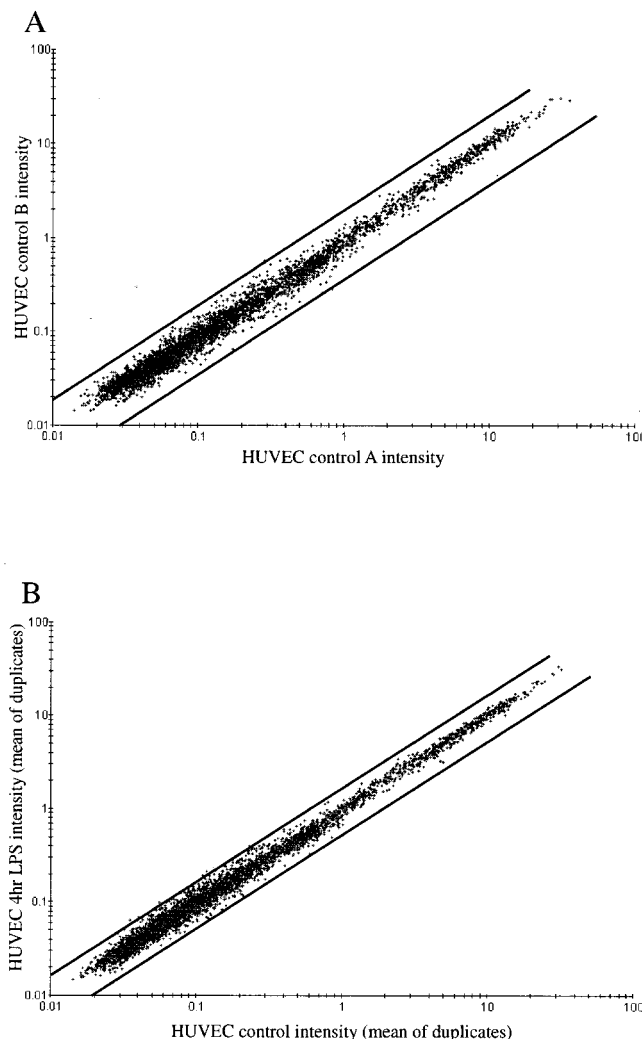 A
100
10
1
0.1
0.01
HUVEC control B intensity
0.01 0.1 1 10 100
HUVEC control A intensity
B
100
10
1
0.1
0.01
HUVEC 4hr LPS intensity (mean of duplicates)
0.01 0.1 1 10 100
HUVEC control intensity (mean of duplicates)